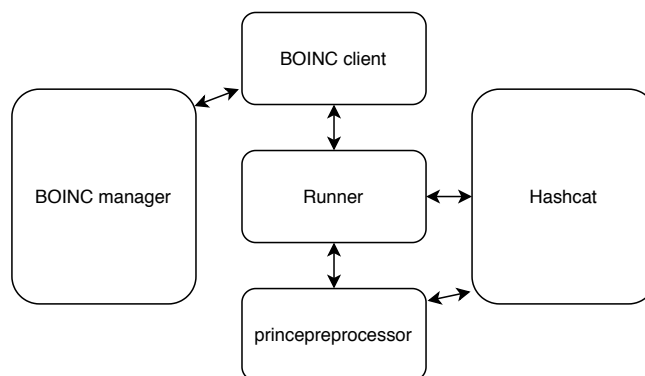 BOINC client
BOINC manager
Runner
Hashcat
princepreprocessor